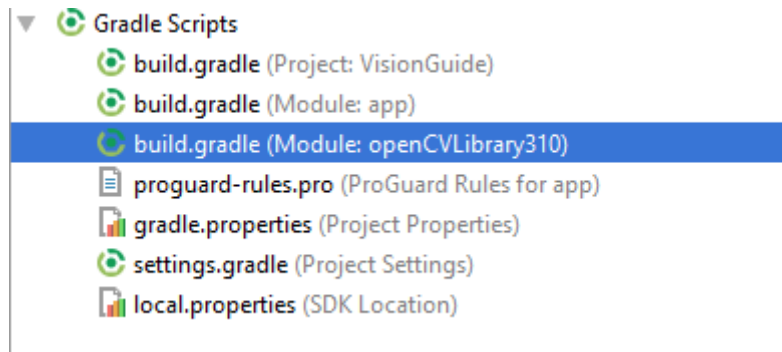 Gradle Scripts
build.gradle (Project: VisionGuide)
build.gradle (Module: app)
build.gradle (Module: openCVLibrary310)
proguard-rules.pro (ProGuard Rules for app)
gradle.properties (Project Properties)
settings.gradle (Project Settings)
local.properties (SDK Location)